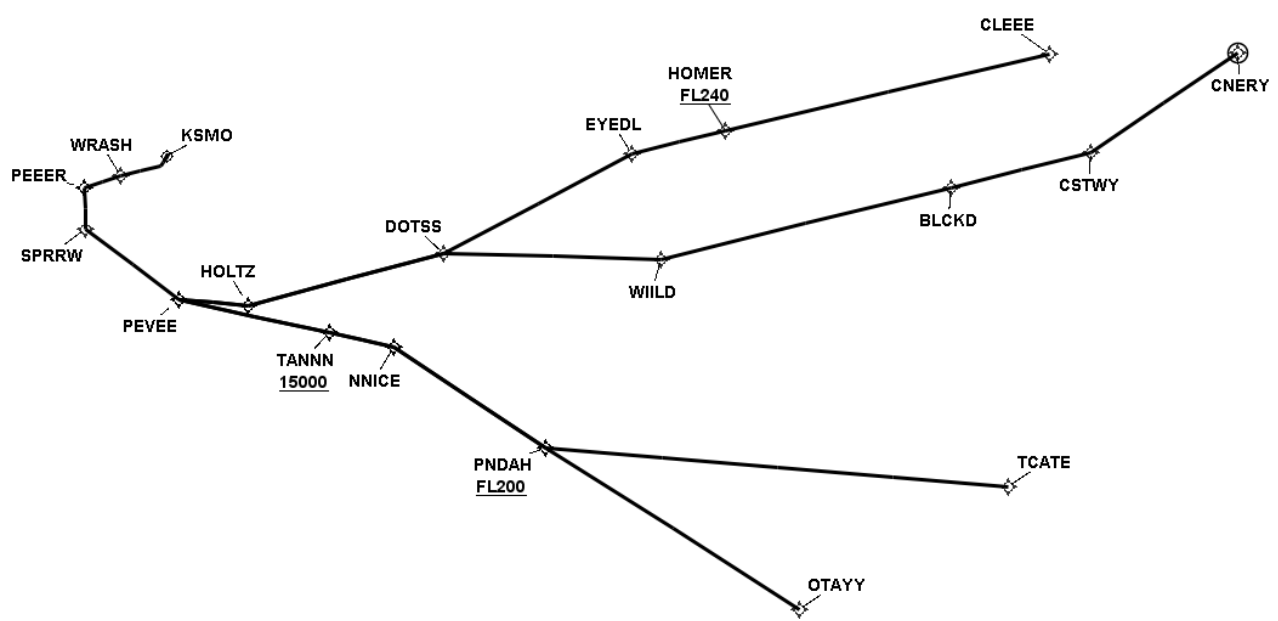 CLEEE
HOMER
FL240
CNERY
EYEDL
KSMO
WRASH
PEEER
CSTWY
BLCKD
DOTSS
SPRRW
HOLTZ
WIILD
PEVEE
TANNN
15000
NNICE
PNDAH
FL200
TCATE
OTAYY